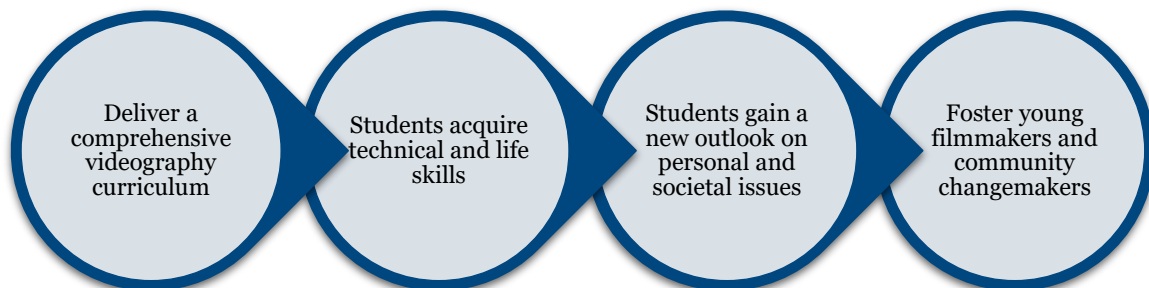 Deliver a
comprehensive
videography
curriculum
Students acquire
technical and life
skills
Students gain a
new outlook on
personal and
societal issues
Foster young
filmmakers and
community
changemakers